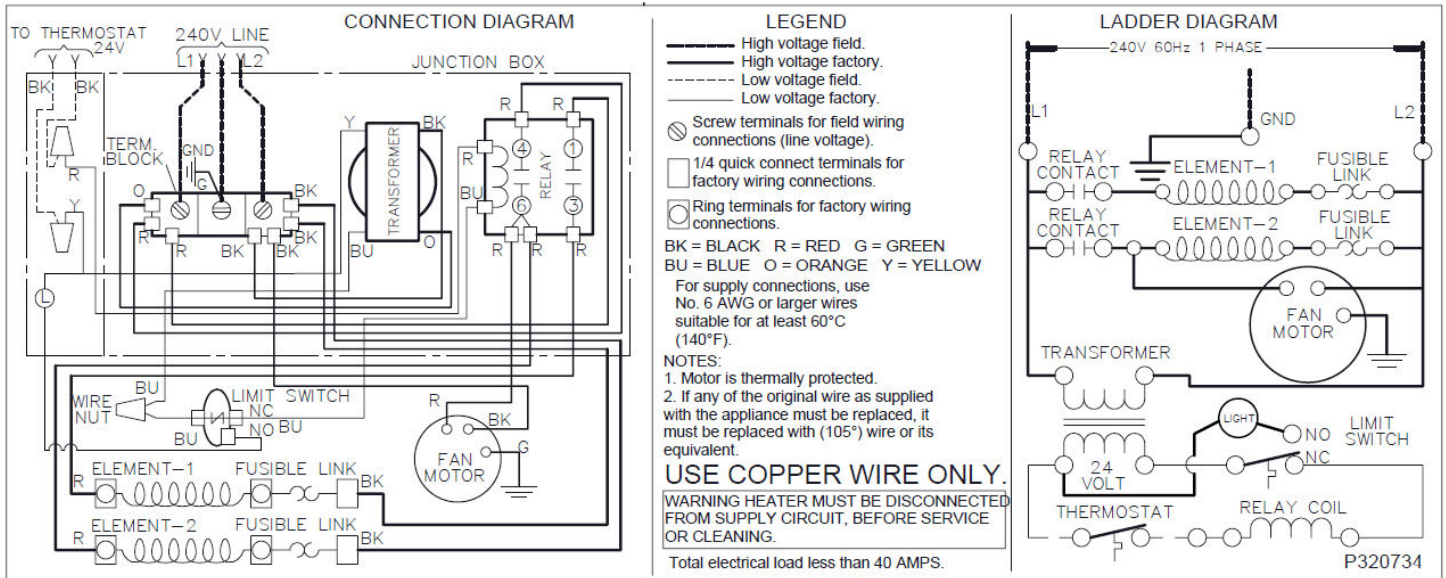 CONNECTION DIAGRAM
TO THERMOSTAT
24V
240V LINE
Y Y
Y Y
L1 L2
BK BK
JUNCTION BOX
R
R
Y
BK
TERM.
BLOCK
GND
G
TRANSFORMER
R
BU
4
1
RELAY
6
3
R
Y
O
BK
R
R
BK
BK
BK
BU
O
R
R
R
L
BU
WIRE
NUT
LIMIT SWITCH
NC
NO
BU
BU
R
BK
G
FAN
MOTOR
R
ELEMENT-1
FUSIBLE LINK
BK
R
ELEMENT-2
FUSIBLE LINK
BK
LEGEND
High voltage field.
High voltage factory.
Low voltage field.
Low voltage factory.
Screw terminals for field wiring
connections (line voltage).
1/4 quick connect terminals for
factory wiring connections.
Ring terminals for factory wiring
connections.
BK = BLACK R = RED G = GREEN
BU = BLUE O = ORANGE Y = YELLOW
For supply connections, use
No. 6 AWG or larger wires
suitable for at least 60°C
(140°F).
NOTES:
1. Motor is thermally protected.
2. If any of the original wire as supplied
with the appliance must be replaced, it
must be replaced with (105°) wire or its
equivalent.
USE COPPER WIRE ONLY.
WARNING HEATER MUST BE DISCONNECTED
FROM SUPPLY CIRCUIT, BEFORE SERVICE
OR CLEANING.
Total electrical load less than 40 AMPS.
LADDER DIAGRAM
240V 60Hz 1 PHASE
L1
GND
L2
RELAY
CONTACT
ELEMENT-1
FUSIBLE
LINK
RELAY
CONTACT
ELEMENT-2
FUSIBLE
LINK
FAN
MOTOR
TRANSFORMER
LIGHT
NO
LIMIT
SWITCH
NC
24
VOLT
THERMOSTAT
RELAY COIL
P320734